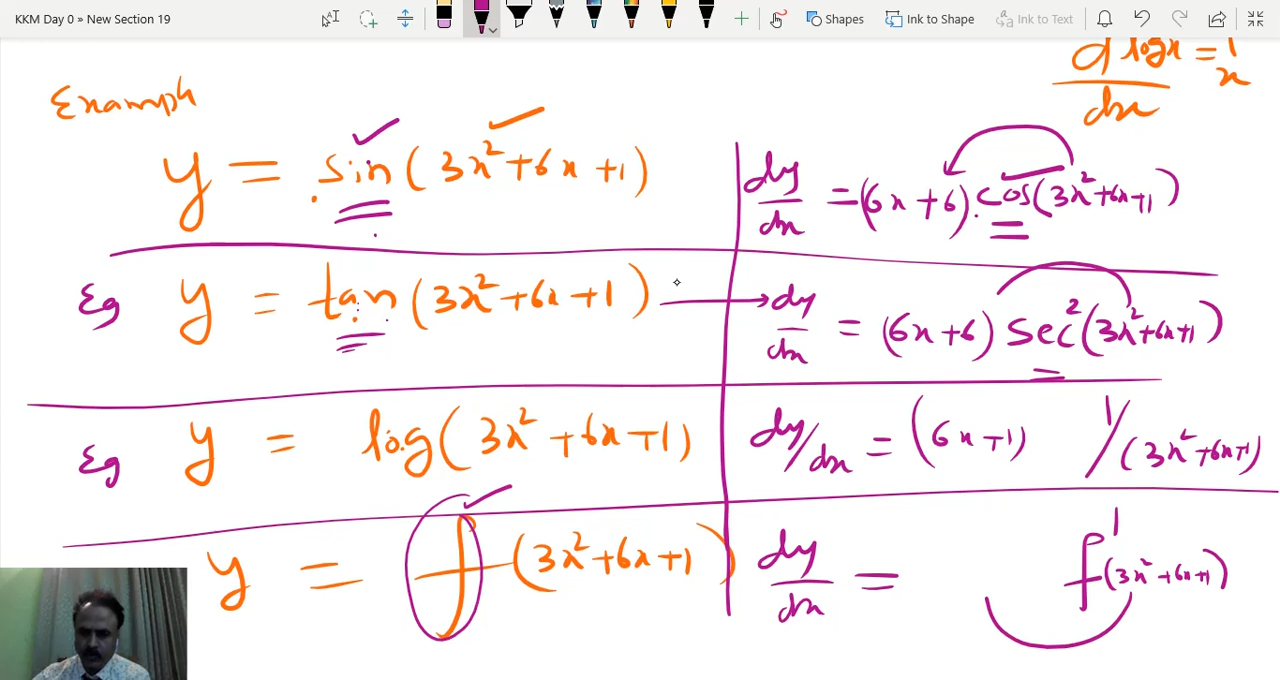 KKM Day 0 » New Section 19
Shapes
Ink to Shape
Ink to Text
d logx/dx = 1/x
Example
y = sin(3x²+6x+1)
dy/dx = (6x+6).cos(3x²+6x+1)
Eg y = tan(3x²+6x+1) → dy/dx = (6x+6) sec²(3x²+6x+1)
Eg y = log(3x²+6x+1)
dy/dx = (6x+1) 1/(3x²+6x+1)
y = f(3x²+6x+1)
dy/dx = f'(3x²+6x+1)